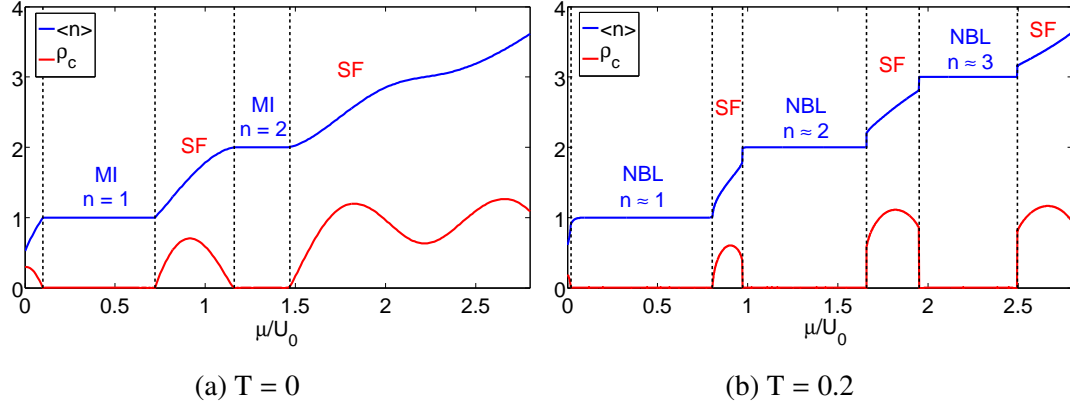 4
3
2
1
0
<n>
ρc
MI
n = 1
SF
MI
n = 2
SF
0 0.5 1 1.5 2 2.5
μ/U0
(a) T = 0
4
3
2
1
0
<n>
ρc
NBL
n ≈ 1
SF
NBL
n ≈ 2
SF
NBL
n ≈ 3
SF
0 0.5 1 1.5 2 2.5
μ/U0
(b) T = 0.2